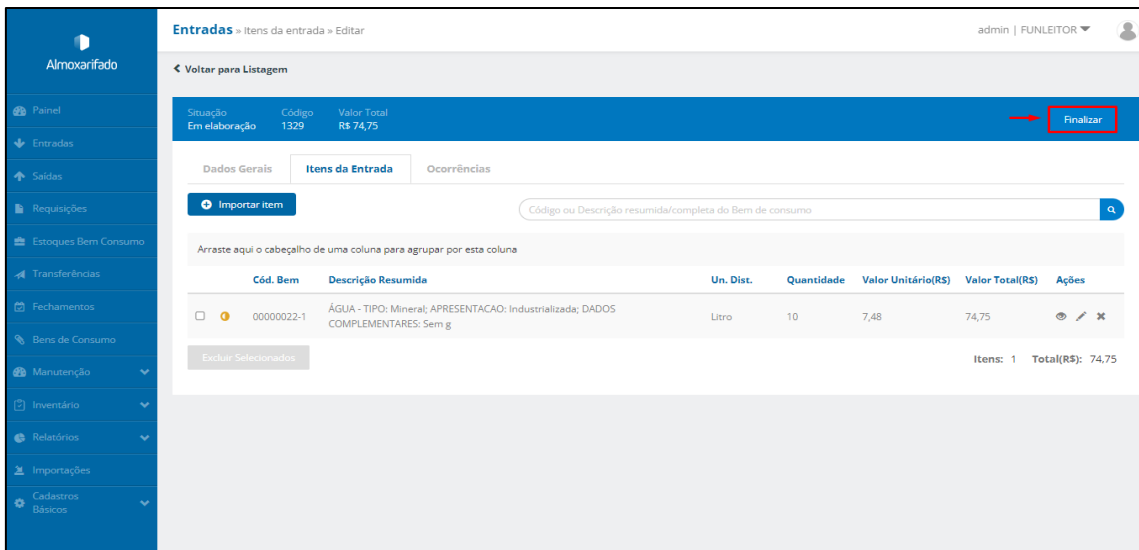 Almoxarifado
Painel
Entradas
Saídas
Requisições
Estoques Bem Consumo
Transferências
Fechamentos
Bens de Consumo
Manutenção
Inventário
Relatórios
Importações
Cadastros
Básicos
Entradas » Itens da entrada » Editar
admin | FUNLEITOR
Voltar para Listagem
Situação Código Valor Total
Em elaboração 1329 R$ 74,75
Finalizar
Dados Gerais Itens da Entrada Ocorrências
Importar item
Código ou Descrição resumida/completa do Bem de consumo
Arraste aqui o cabeçalho de uma coluna para agrupar por esta coluna
Cód. Bem Descrição Resumida Un. Dist. Quantidade Valor Unitário(R$) Valor Total(R$) Ações
00000022-1 ÁGUA - TIPO: Mineral; APRESENTACAO: Industrializada; DADOS
COMPLEMENTARES: Sem g
Litro 10 7,48 74,75
Excluir Selecionados
Itens: 1 Total(R$): 74,75